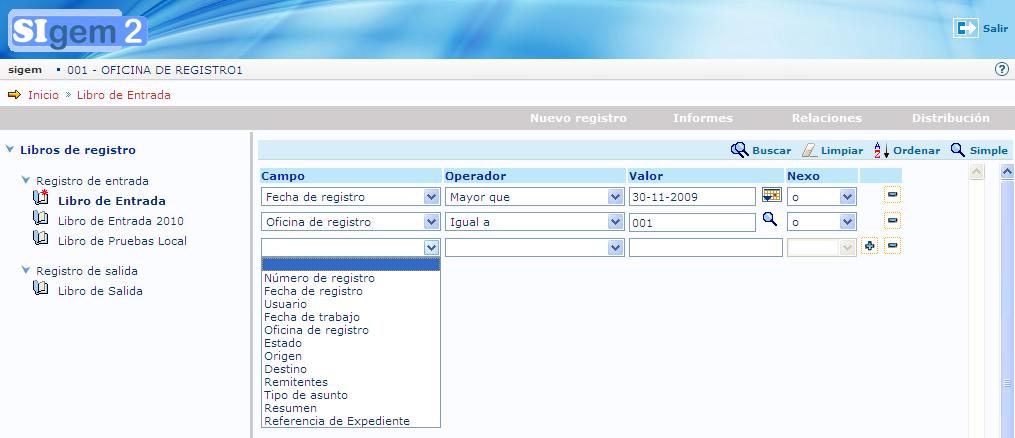 SIgem 2
Salir
sigem • 001 - OFICINA DE REGISTRO1 ?
Inicio » Libro de Entrada
Nuevo registro Informes Relaciones Distribución
Libros de registro
Registro de entrada
Libro de Entrada
Libro de Entrada 2010
Libro de Pruebas Local
Registro de salida
Libro de Salida
Buscar Limpiar AZ Ordenar Simple
Campo Operador Valor Nexo
Fecha de registro Mayor que 30-11-2009 o
Oficina de registro Igual a 001 o
Número de registro
Fecha de registro
Usuario
Fecha de trabajo
Oficina de registro
Estado
Origen
Destino
Remitentes
Tipo de asunto
Resumen
Referencia de Expediente